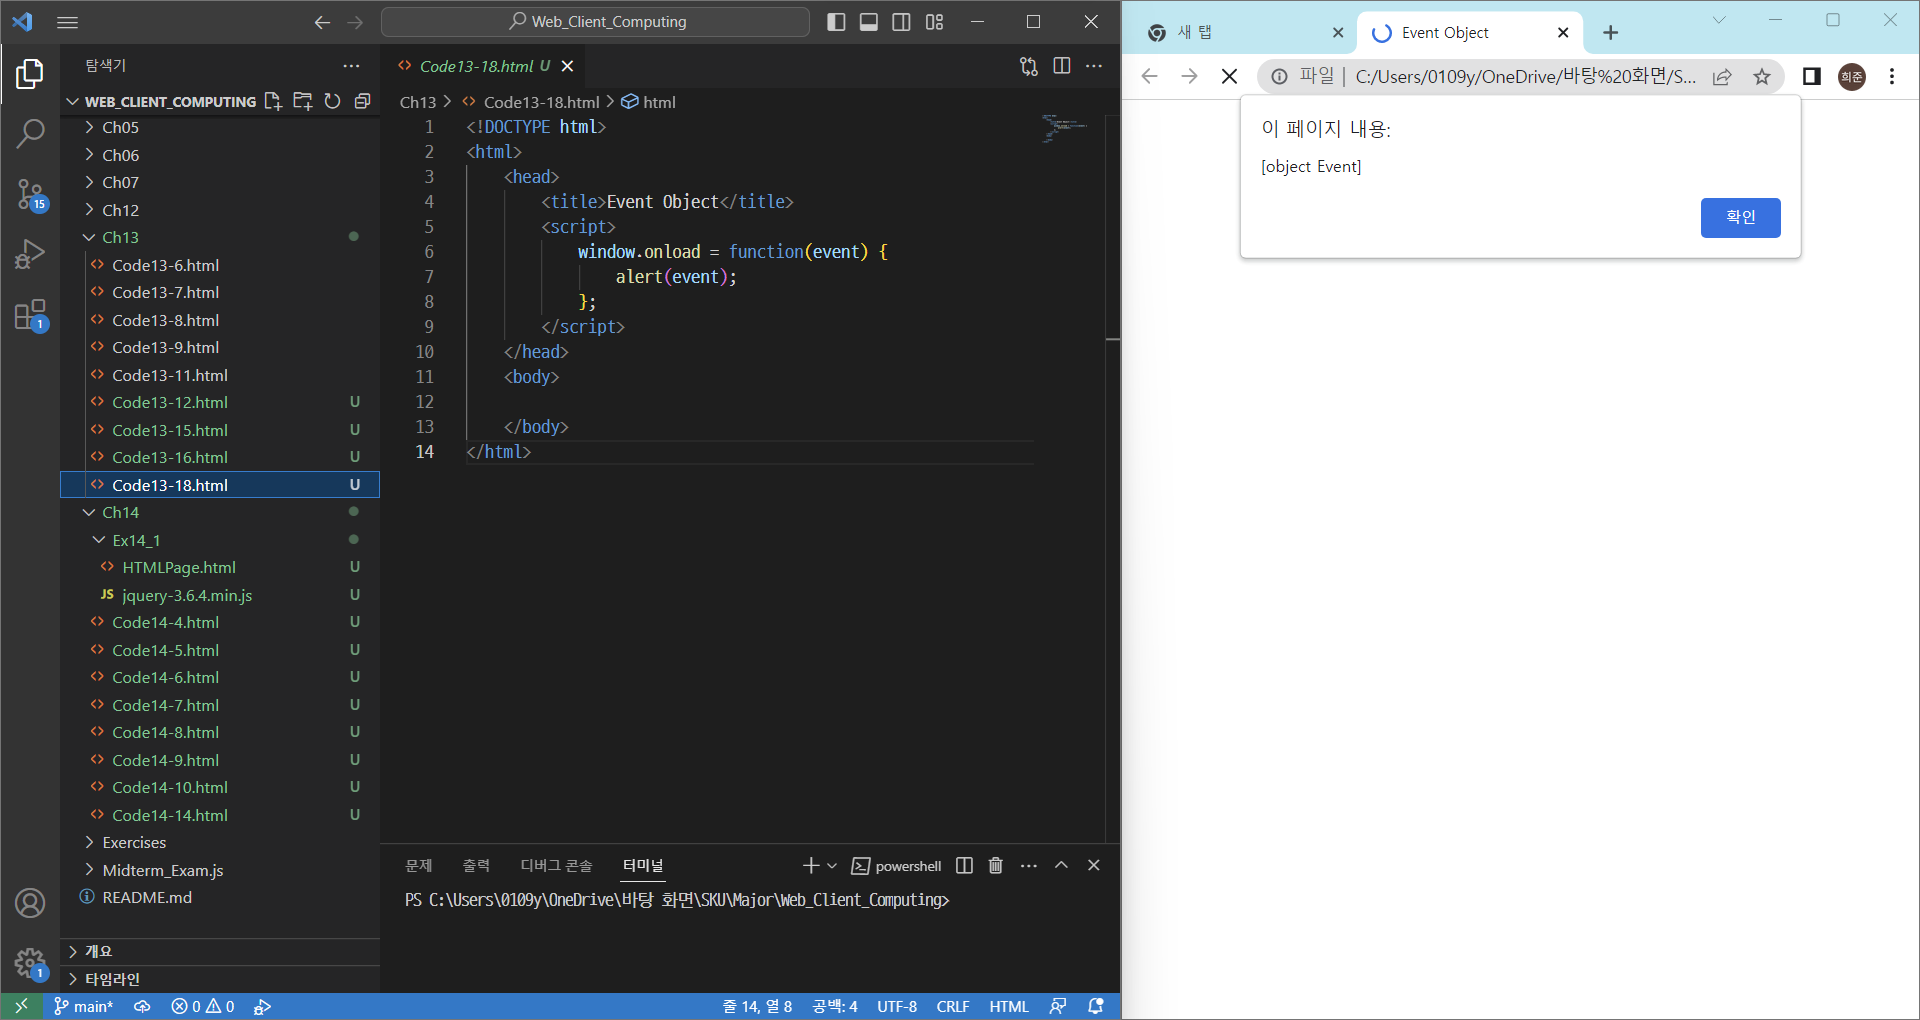 Web_Client_Computing
탐색기
WEB_CLIENT_COMPUTING
Ch05
Ch06
Ch07
Ch12
Ch13
Code13-6.html
Code13-7.html
Code13-8.html
Code13-9.html
Code13-11.html
Code13-12.html U
Code13-15.html U
Code13-16.html U
Code13-18.html U
Ch14
Ex14_1
HTMLPage.html U
JS jquery-3.6.4.min.js U
Code14-4.html U
Code14-5.html U
Code14-6.html U
Code14-7.html U
Code14-8.html U
Code14-9.html U
Code14-10.html U
Code14-14.html U
Exercises
Midterm_Exam.js
README.md
개요
타임라인
15
1
1
Code13-18.html U
Ch13 > Code13-18.html > html
1 <!DOCTYPE html>
2 <html>
3 <head>
4 <title>Event Object</title>
5 <script>
6 window.onload = function(event) {
7 alert(event);
8 };
9 </script>
10 </head>
11 <body>
12
13 </body>
14 </html>
문제 출력 디버그 콘솔 터미널 powershell
PS C:\Users\0109y\OneDrive\바탕 화면\SKU\Major\Web_Client_Computing>
main* 0 0 줄 14, 열 8 공백: 4 UTF-8 CRLF HTML
새 탭
Event Object
파일 | C:/Users/0109y/OneDrive/바탕%20화면/S...
희준
이 페이지 내용:
[object Event]
확인